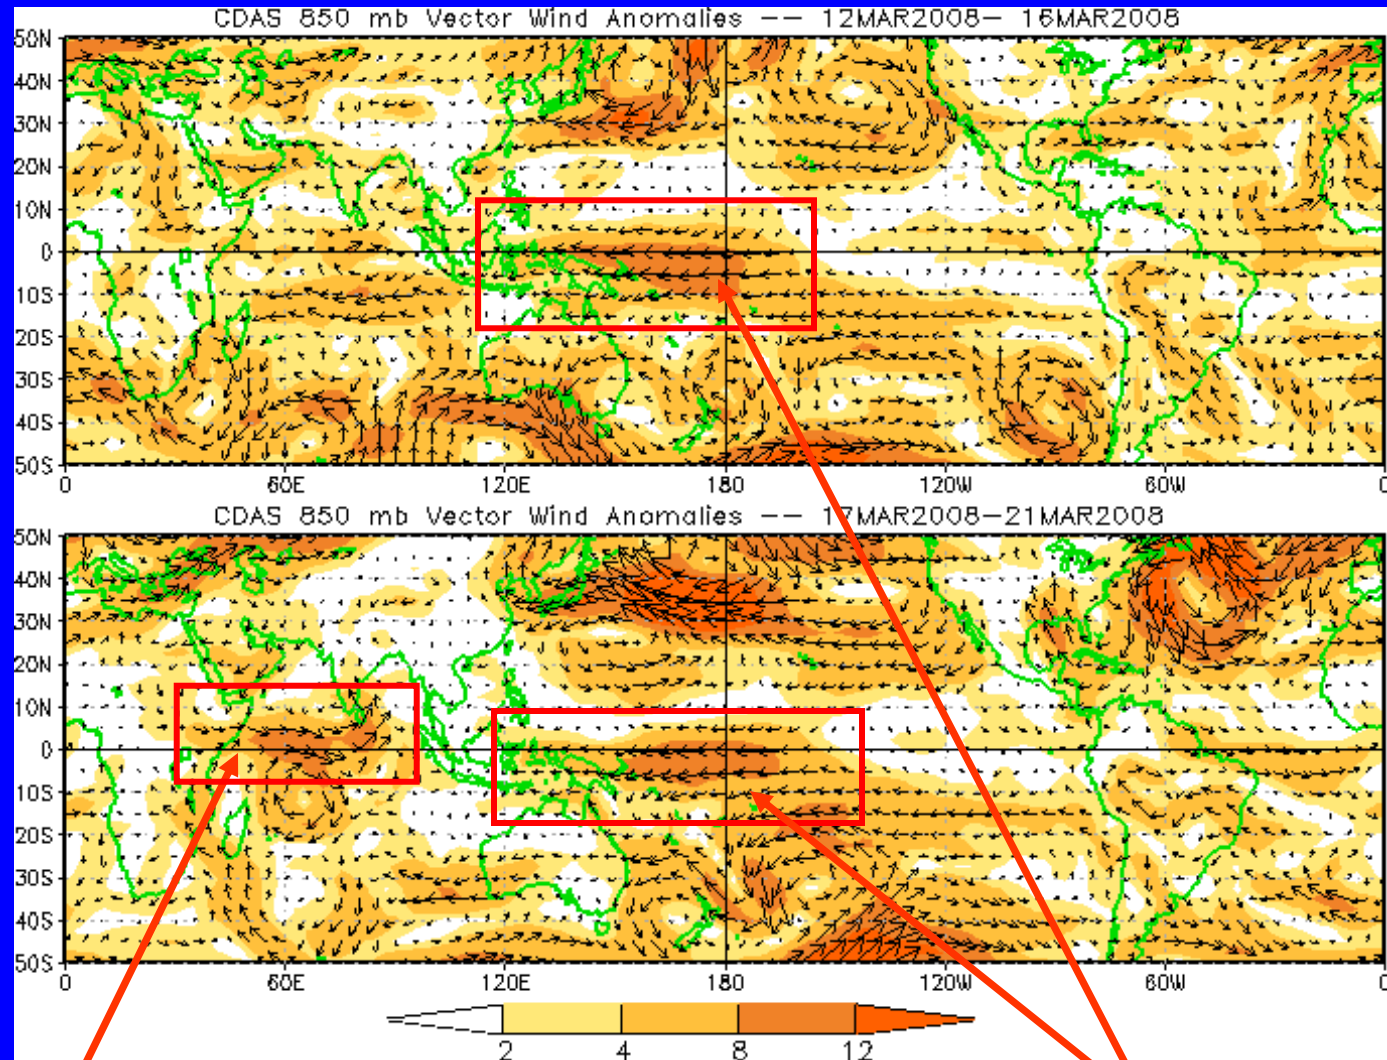 CDAS 850 mb Vector Wind Anomalies -- 12MAR2008- 16MAR2008
50N
40N
30N
20N
10N
0
10S
20S
30S
40S
50S
0 60E 120E 180 120W 60W 0
CDAS 850 mb Vector Wind Anomalies -- 17MAR2008-21MAR2008
50N
40N
30N
20N
10N
0
10S
20S
30S
40S
50S
0 60E 120E 180 120W 60W 0
2 4 8 12